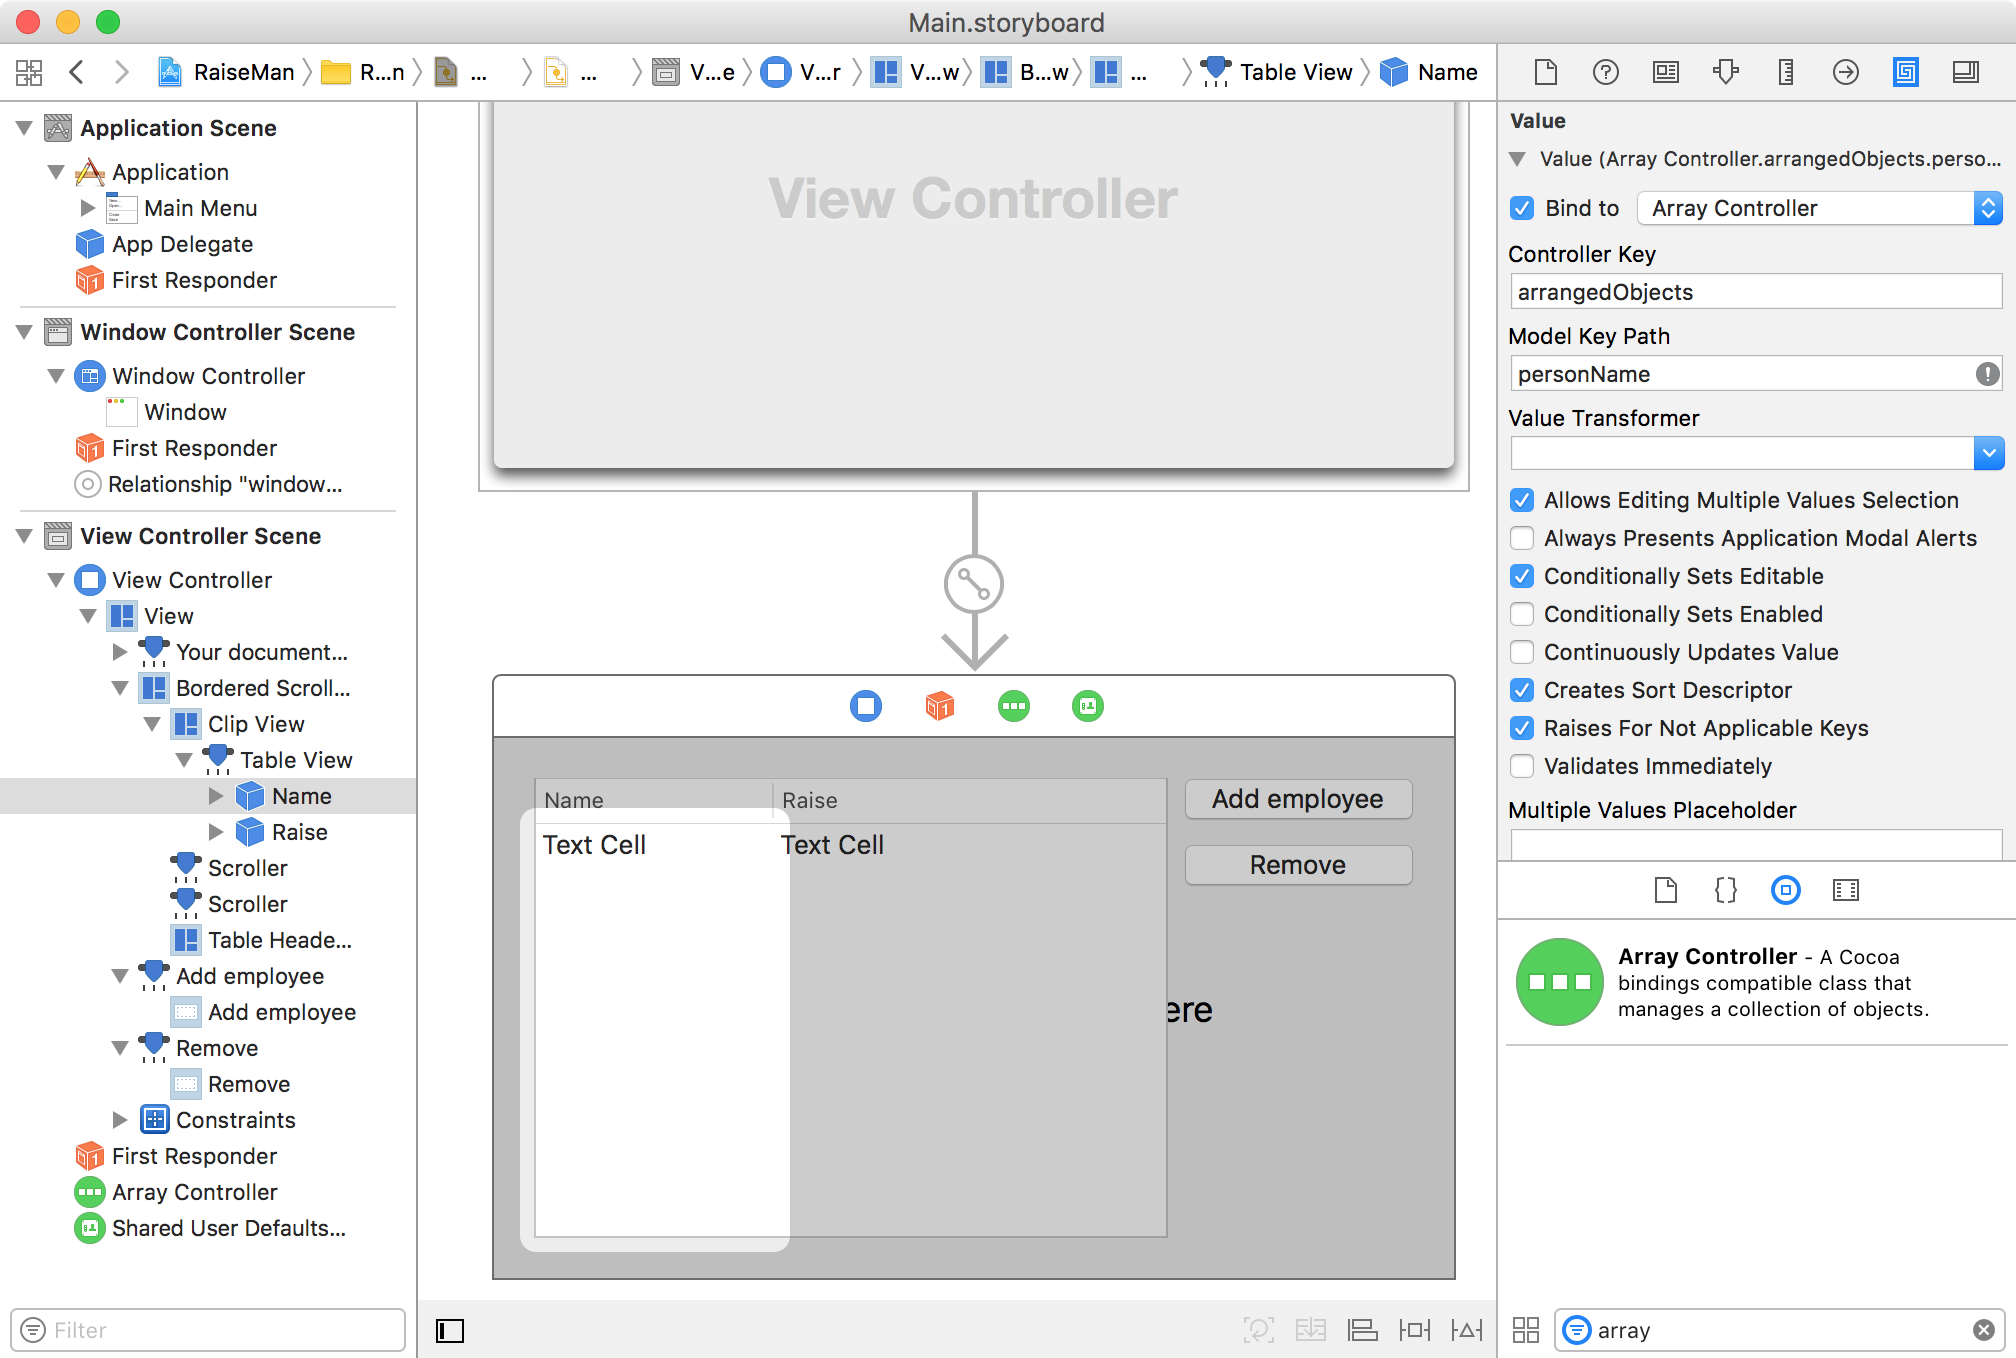 Main.storyboard
RaiseMan
R...n
...
...
V...e
V...r
V...w
B...w
...
Table View
Name
Application Scene
Application
Main Menu
App Delegate
First Responder
Window Controller Scene
Window Controller
Window
First Responder
Relationship "window...
View Controller Scene
View Controller
View
Your document...
Bordered Scroll...
Clip View
Table View
Name
Raise
Scroller
Scroller
Table Heade...
Add employee
Add employee
Remove
Remove
Constraints
First Responder
Array Controller
Shared User Defaults...
Filter
View Controller
Name
Raise
Text Cell
Text Cell
Add employee
Remove
ere
Value
Value (Array Controller.arrangedObjects.perso...
Bind to
Array Controller
Controller Key
arrangedObjects
Model Key Path
personName
Value Transformer
Allows Editing Multiple Values Selection
Always Presents Application Modal Alerts
Conditionally Sets Editable
Conditionally Sets Enabled
Continuously Updates Value
Creates Sort Descriptor
Raises For Not Applicable Keys
Validates Immediately
Multiple Values Placeholder
Array Controller - A Cocoa
bindings compatible class that
manages a collection of objects.
array